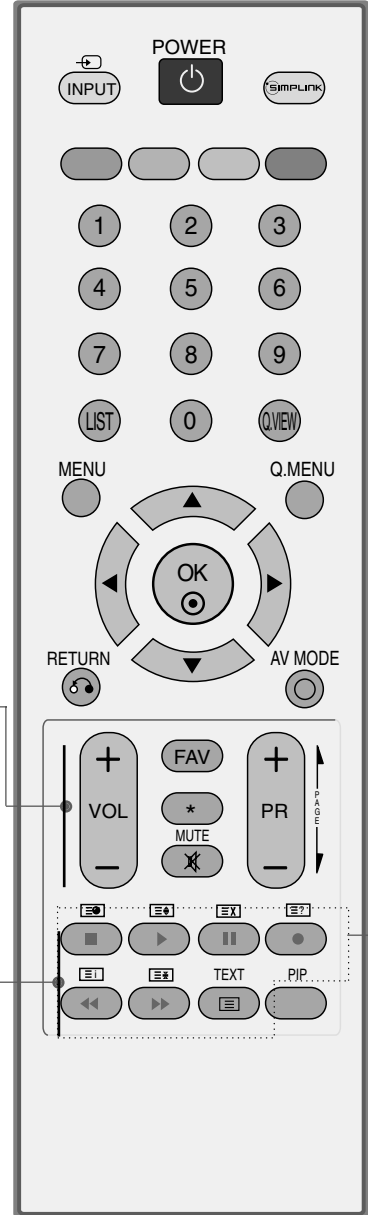 POWER
INPUT
SIMPLINK
1 2 3
4 5 6
7 8 9
LIST 0 Q.VIEW
MENU Q.MENU
OK
RETURN AV MODE
+ FAV +
VOL * PR PAGE
MUTE
- -
i TEXT PIP